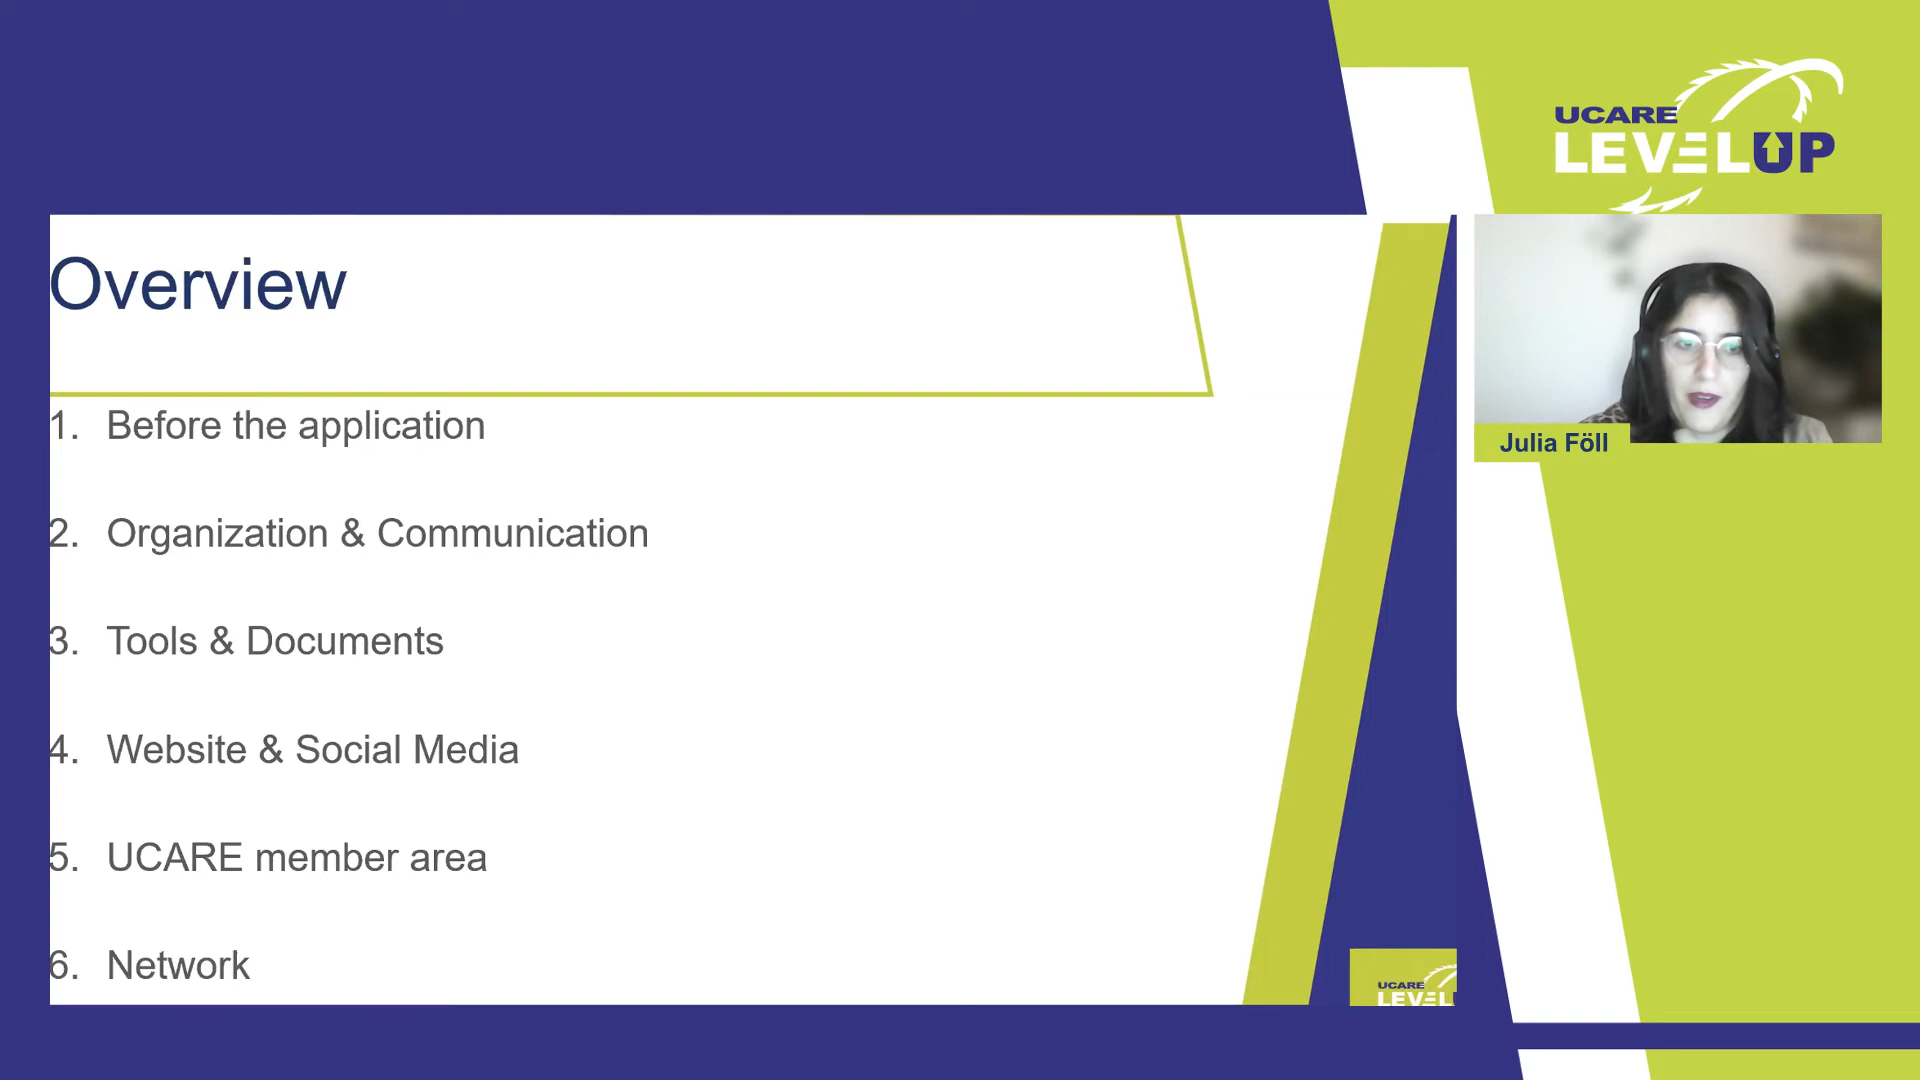 UCARE
LEVELUP
Overview
Julia Föll
1. Before the application
2. Organization & Communication
3. Tools & Documents
4. Website & Social Media
5. UCARE member area
6. Network
UCARE
LEVEL